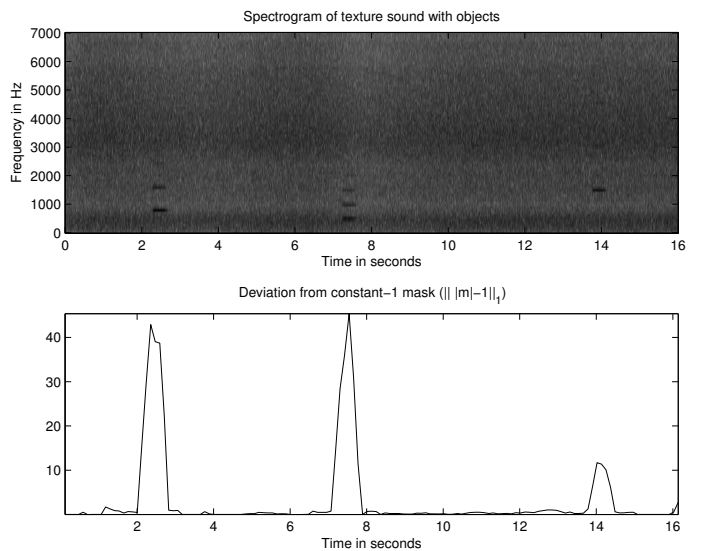 Spectrogram of texture sound with objects
7000
6000
5000
4000
3000
2000
1000
0
Frequency in Hz
0 2 4 6 8 10 12 14 16
Time in seconds
Deviation from constant−1 mask (|| |m|−1||1)
40
30
20
10
2 4 6 8 10 12 14 16
Time in seconds